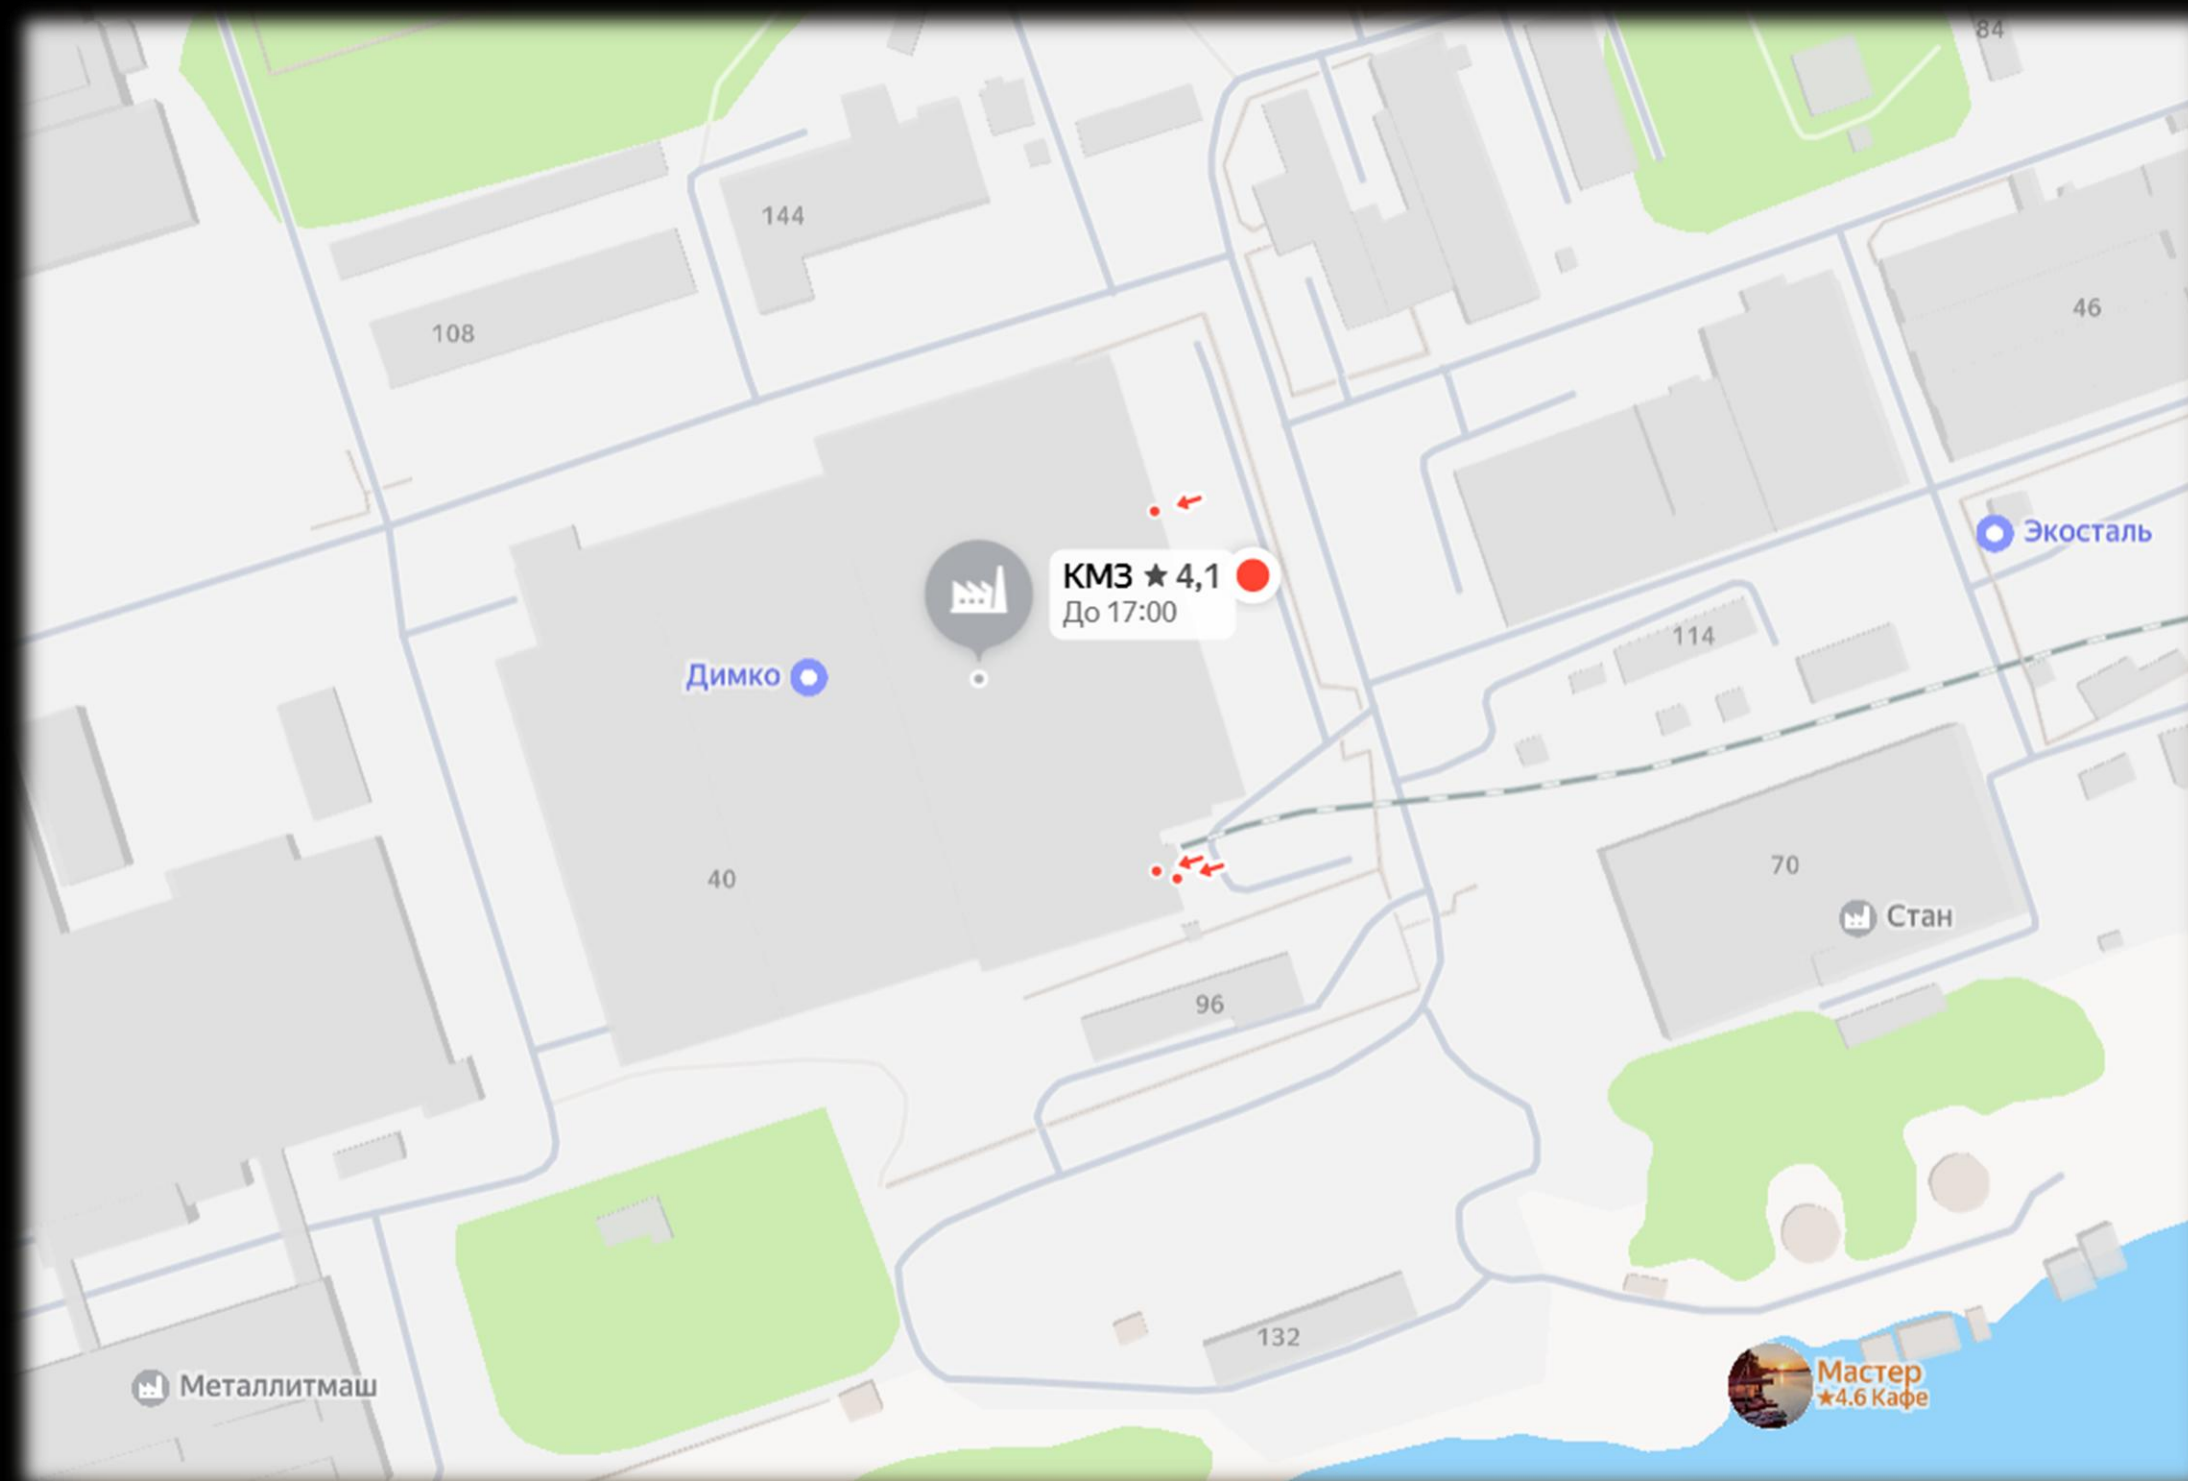 84
144
108
46
КМЗ ★ 4,1
До 17:00
Экосталь
114
Димко
40
70
Стан
96
132
Металлитмаш
Мастер
★4.6 Кафе